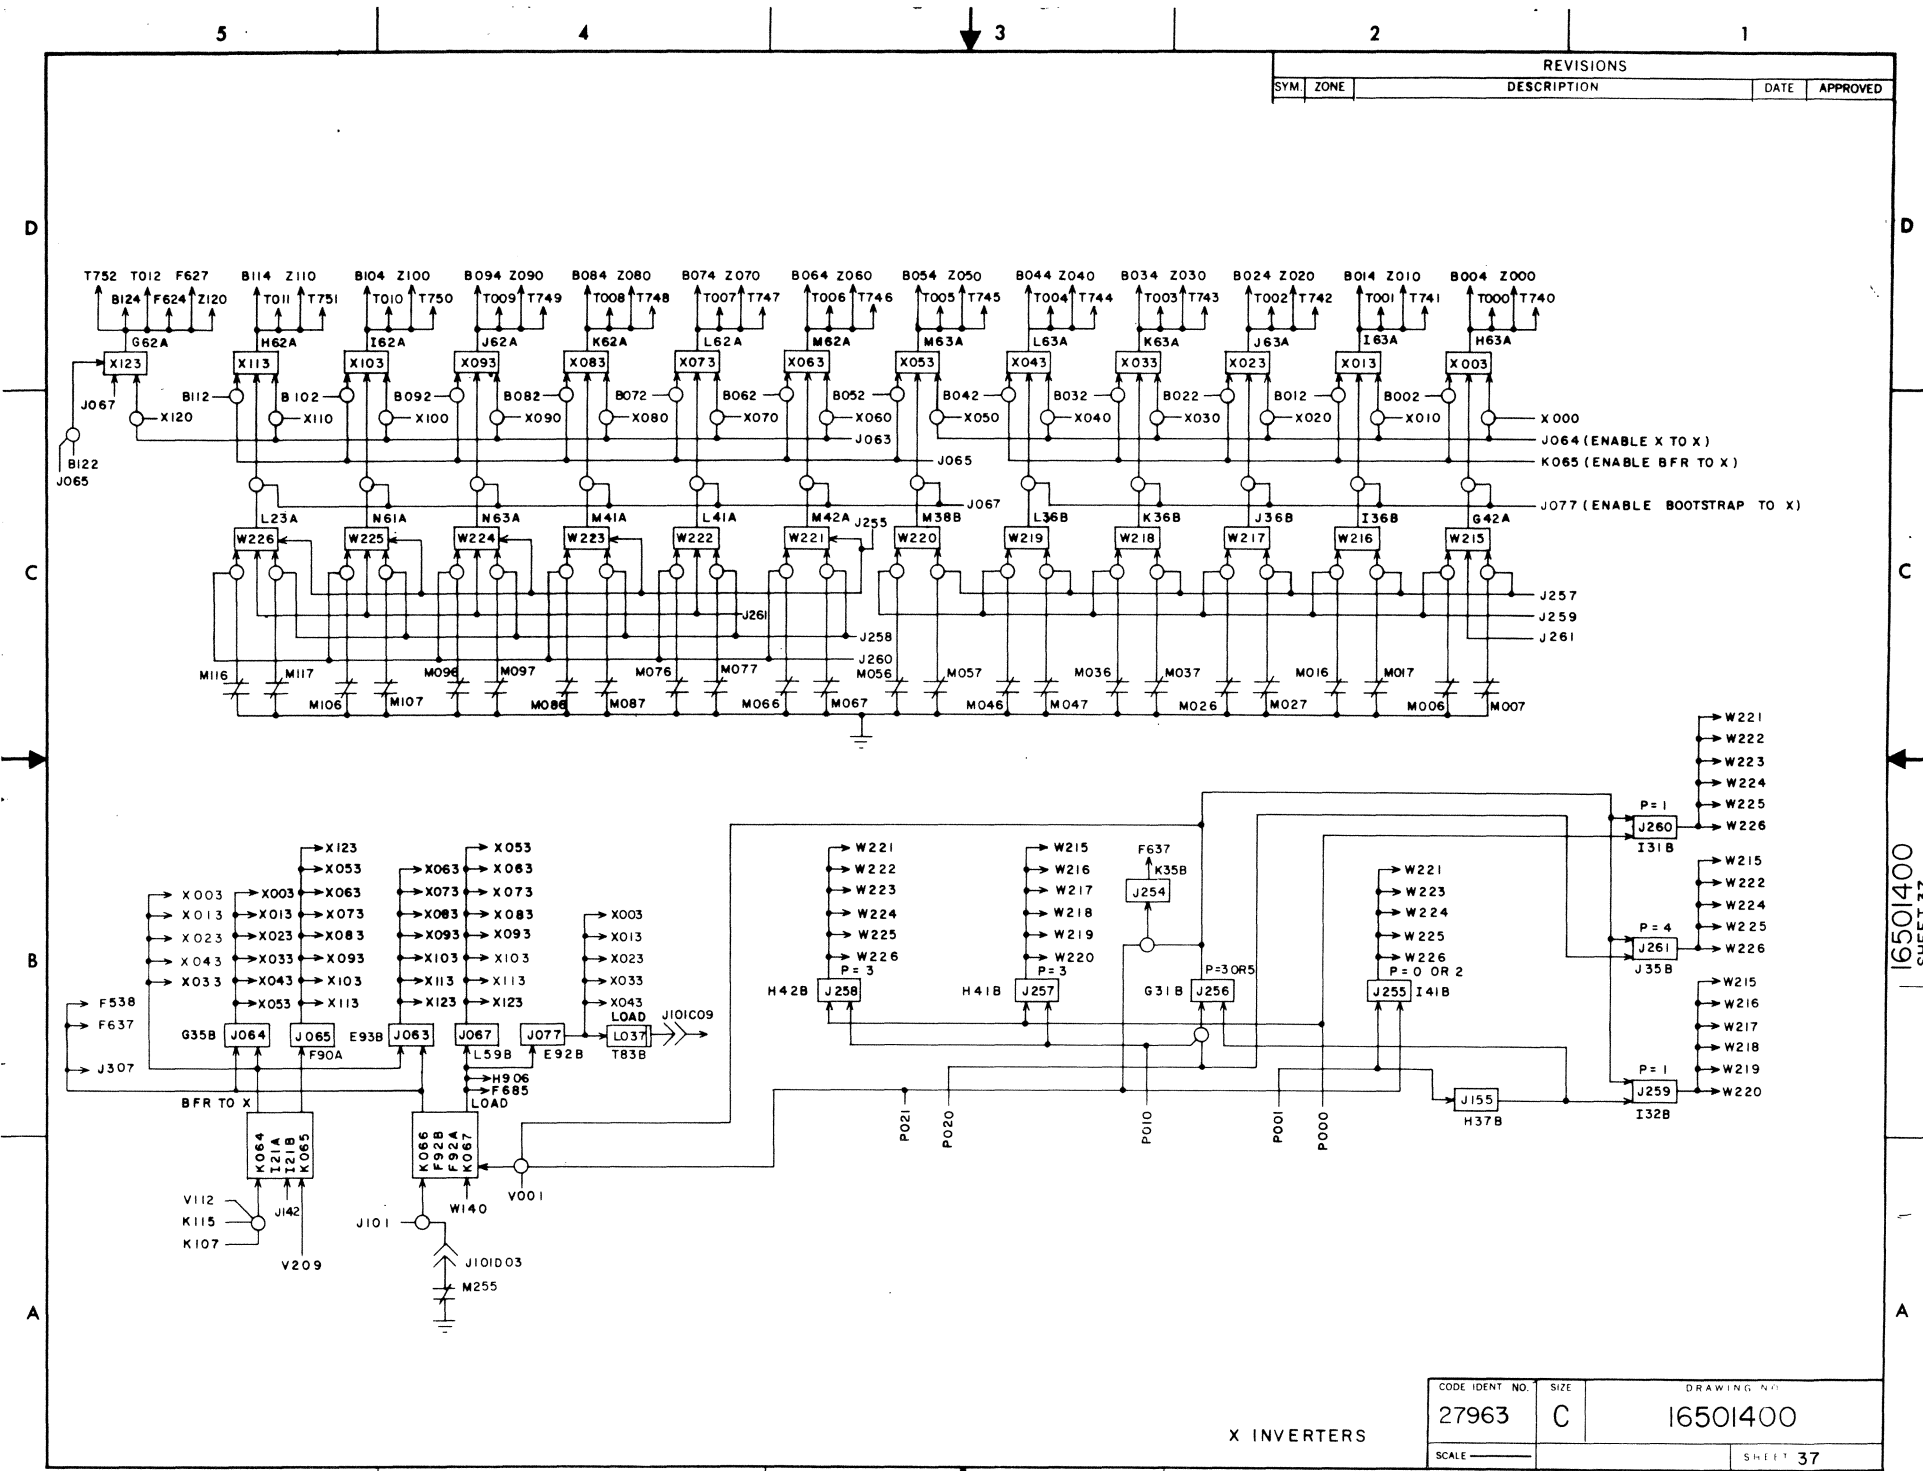 5 4 3 2 1
REVISIONS
SYM. ZONE DESCRIPTION DATE APPROVED
D D
T752 T012 F627 B114 Z110 B104 Z100 B094 Z090 B084 Z080 B074 Z070 B064 Z060 B054 Z050 B044 Z040 B034 Z030 B024 Z020 B014 Z010 B004 Z000
B124 F624 Z120 T011 T751 T010 T750 T009 T749 T008 T748 T007 T747 T006 T746 T005 T745 T004 T744 T003 T743 T002 T742 T001 T741 T000 T740
G62A H62A I62A J62A K62A L62A M62A M63A L63A K63A J63A I63A H63A
X123 X113 X103 X093 X083 X073 X063 X053 X043 X033 X023 X013 X003
J067 B112 B102 B092 B082 B072 B062 B052 B042 B032 B022 B012 B002
X120 X110 X100 X090 X080 X070 X060 X050 X040 X030 X020 X010 X000
J063 J064 (ENABLE X TO X)
B122 J065 K065 (ENABLE BFR TO X)
J065
J067 J077 (ENABLE BOOTSTRAP TO X)
L23A N61A N63A M41A L41A M42A J255 M38B L36B K36B J36B I36B G42A
W226 W225 W224 W223 W222 W221 W220 W219 W218 W217 W216 W215
C C
J257
J261 J259
J258 J261
J260
M116 M117 M096 M097 M076 M077 M056 M057 M036 M037 M016 M017
M106 M107 M086 M087 M066 M067 M046 M047 M026 M027 M006 M007
W221
W222
W223
W224
P=1 W225
J260 W226
I31B
X123 X053 W221 W215 F637 W215
X053 X063 X063 W222 W216 K35B W221 W222
X003 X003 X063 X073 X073 X003 W223 W217 J254 W223 W224
X013 X013 X073 X083 X083 X013 W224 W218 W224 P=4 W225
X023 X023 X083 X093 X093 X023 W225 W219 W225 J261 W226
X043 X033 X093 X103 X103 X033 W226 W220 W226 J35B
X033 X043 X103 X113 X113 X043 P=3 P=3 P=3OR5 P=0 OR 2 W215
X053 X113 X123 X123 LOAD H42B J258 H41B J257 G31B J256 J255 I41B W216
B B
F538
F637
J307
G35B J064 J065 E93B J063 J067 J077 L037 J101C09 W217
F90A L59B E92B T83B W218
H906 P=1 W219
F685 J155 J259 W220
BFR TO X LOAD H37B I32B
P021 P020 P010 P001 P000
K064 I21A I21B K065 K066 F92B F92A K067
V112 J142 W140 V001
K115 J101
K107
V209 J101D03
M255
A A
16501400
SHEET 37
CODE IDENT NO. SIZE DRAWING NO.
27963 C 16501400
X INVERTERS
SCALE SHEET 37